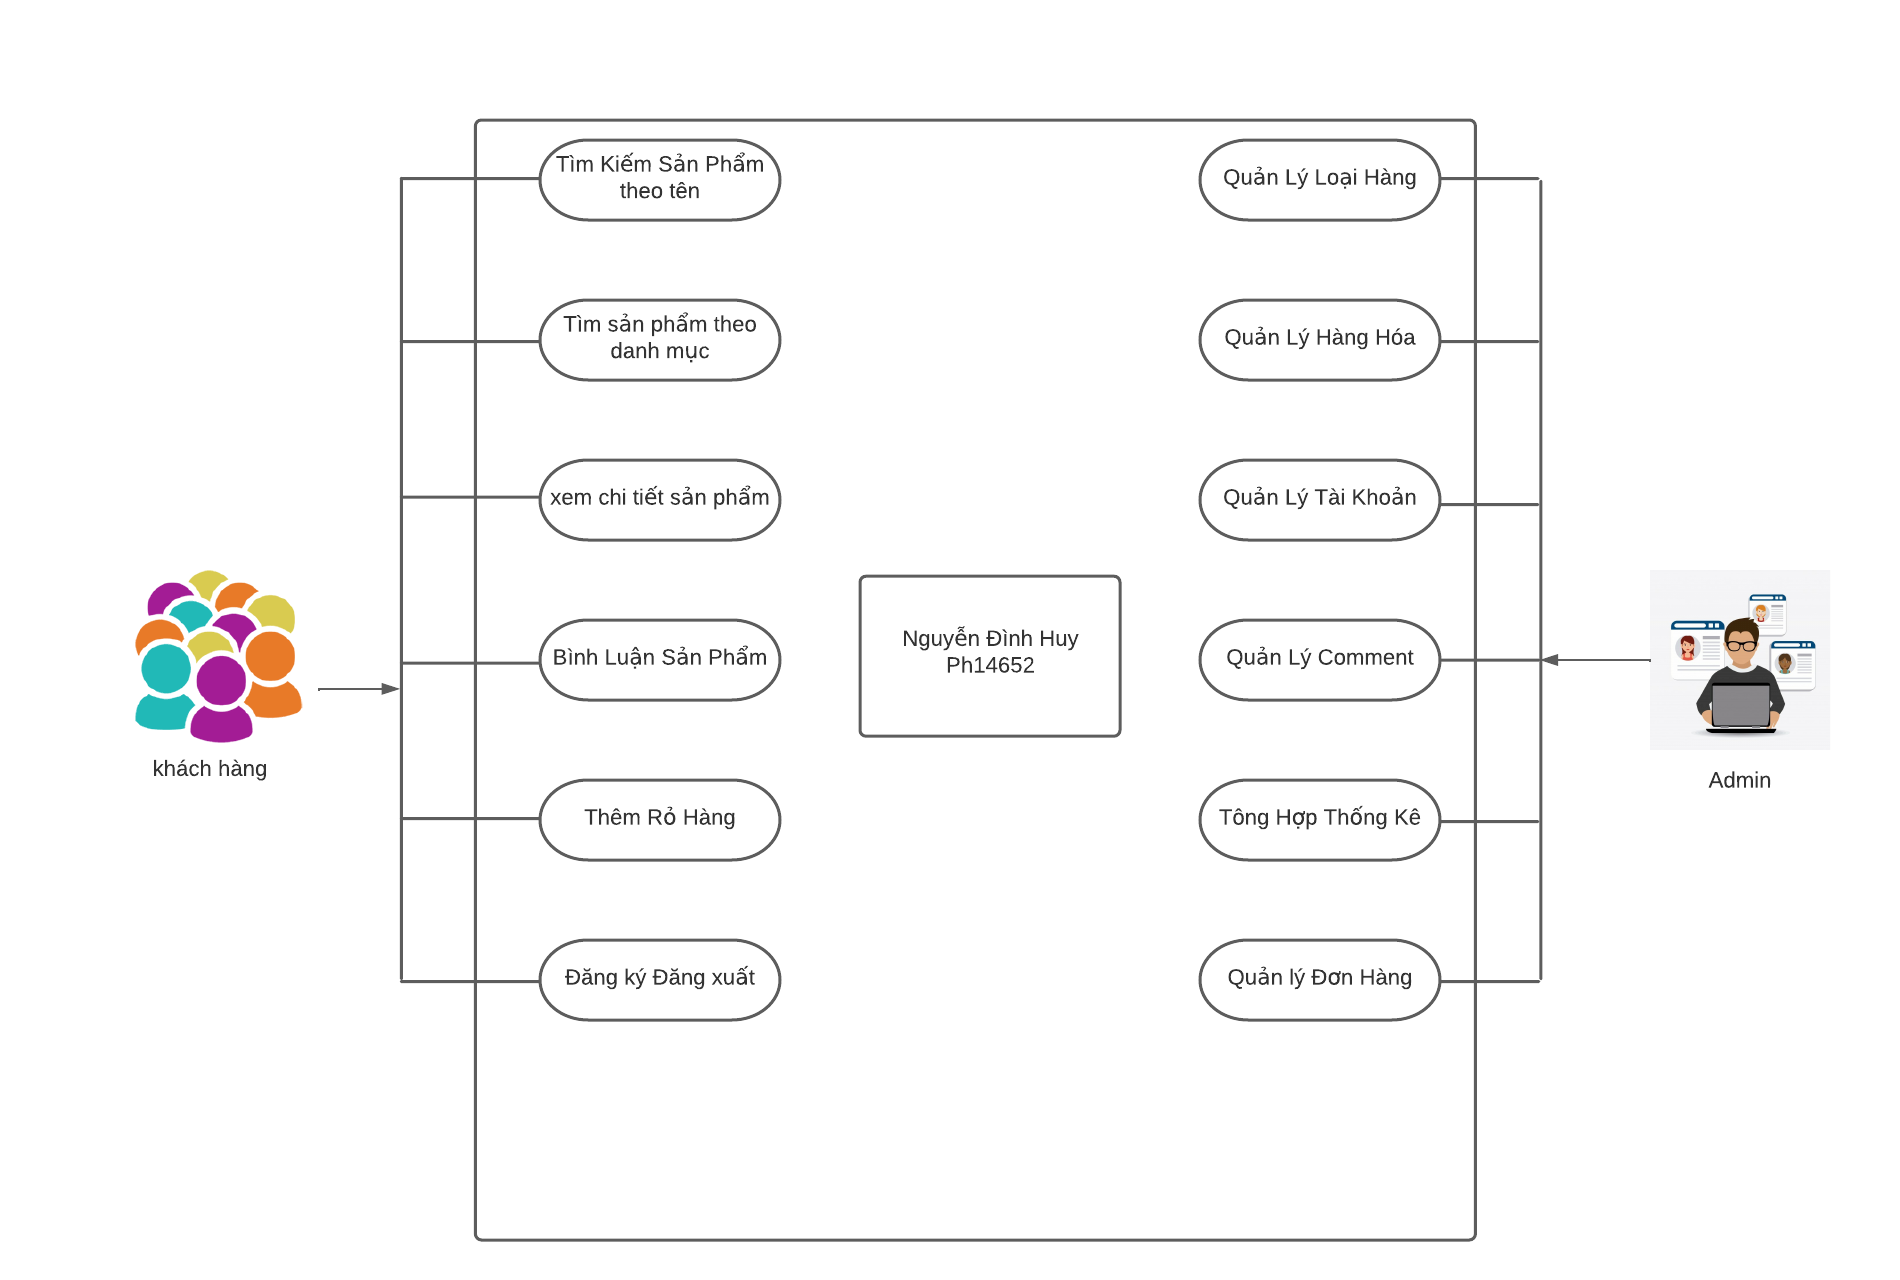 Tìm Kiếm Sản Phẩm
theo tên
Tìm sản phẩm theo
danh mục
xem chi tiết sản phẩm
Bình Luận Sản Phẩm
Thêm Rỏ Hàng
Đăng ký Đăng xuất
khách hàng
Nguyễn Đình Huy
Ph14652
Quản Lý Loại Hàng
Quản Lý Hàng Hóa
Quản Lý Tài Khoản
Quản Lý Comment
Tông Hợp Thống Kê
Quản lý Đơn Hàng
Admin